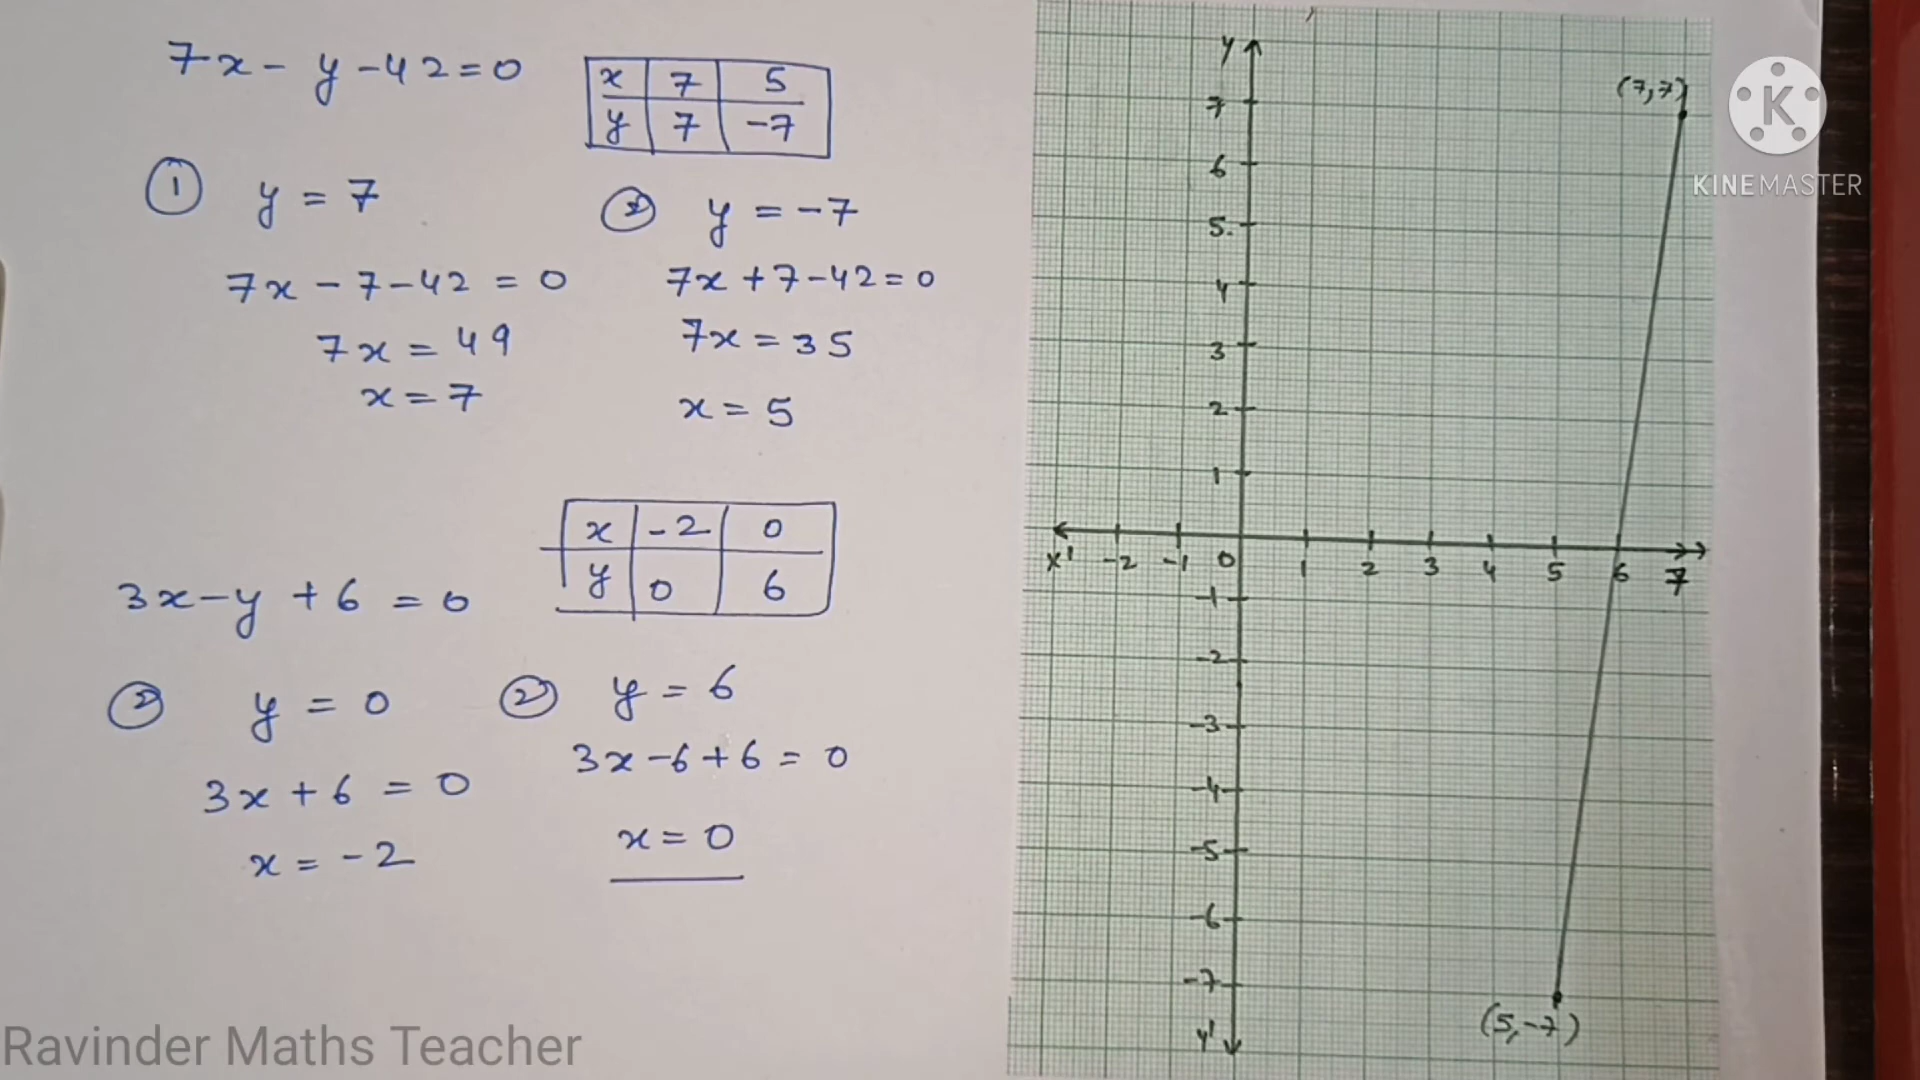 7x - y - 42 = 0
x 7 5
y 7 -7
① y = 7
7x - 7 - 42 = 0
7x = 49
x = 7
② y = -7
7x + 7 - 42 = 0
7x = 35
x = 5
3x - y + 6 = 0
x -2 0
y 0 6
② y = 0
3x + 6 = 0
x = -2
② y = 6
3x - 6 + 6 = 0
x = 0
y
(7,7)
7
6
5
4
3
2
1
x' -2 -1 0 1 2 3 4 5 6 7
-1
-2
-3
-4
-5
-6
-7
(5,-7)
y'
K
KINEMASTER
Ravinder Maths Teacher